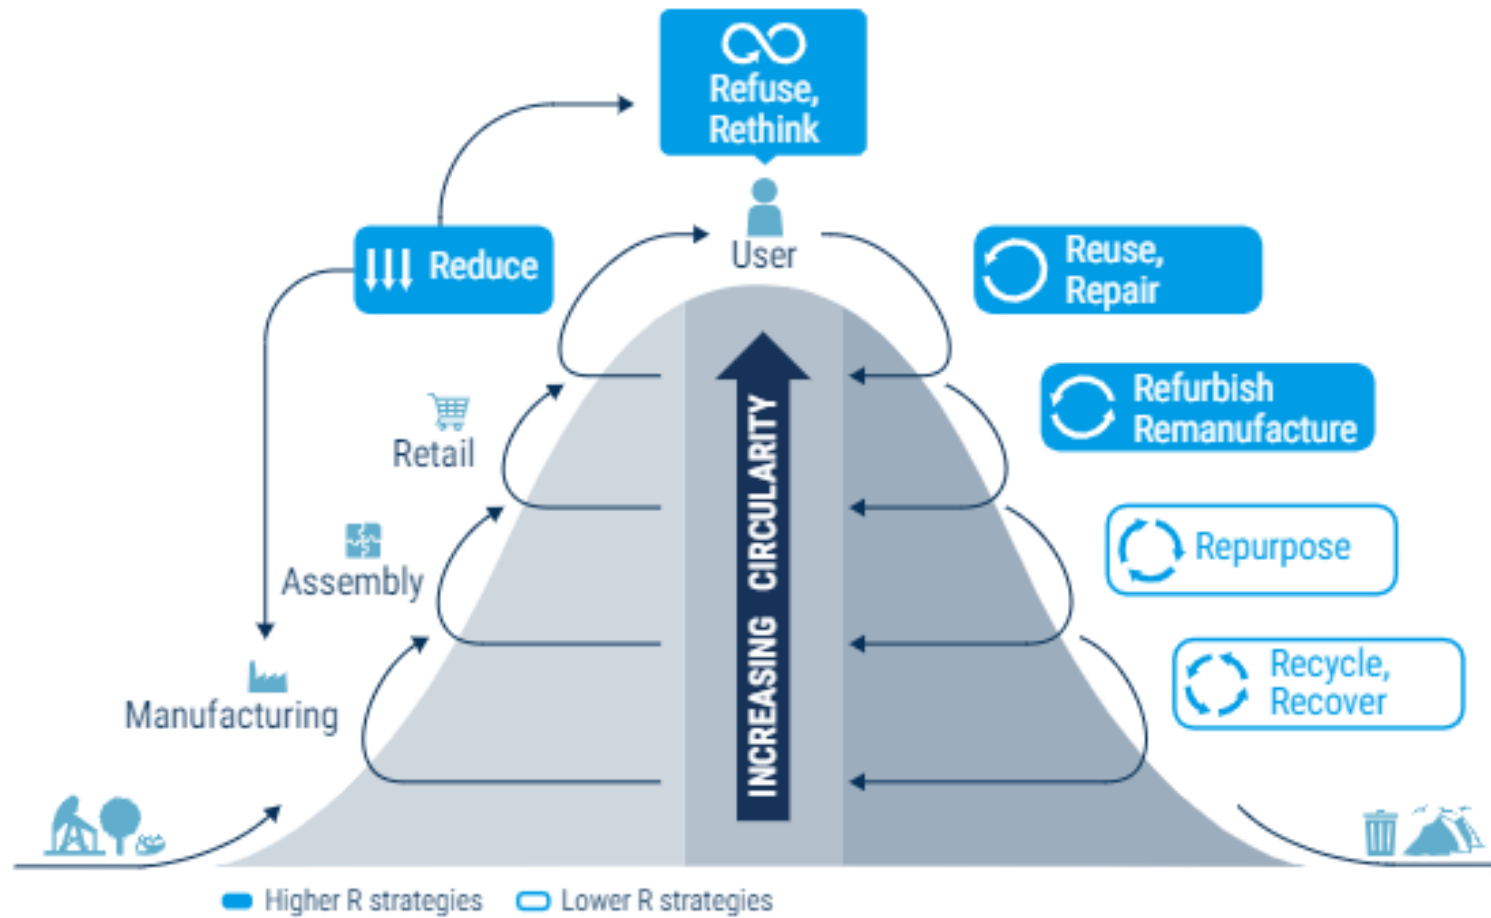 Refuse,
Rethink
Reduce
User
Reuse,
Repair
Refurbish
Remanufacture
Retail
Repurpose
Assembly
Recycle,
Recover
Manufacturing
INCREASING CIRCULARITY
Higher R strategies
Lower R strategies